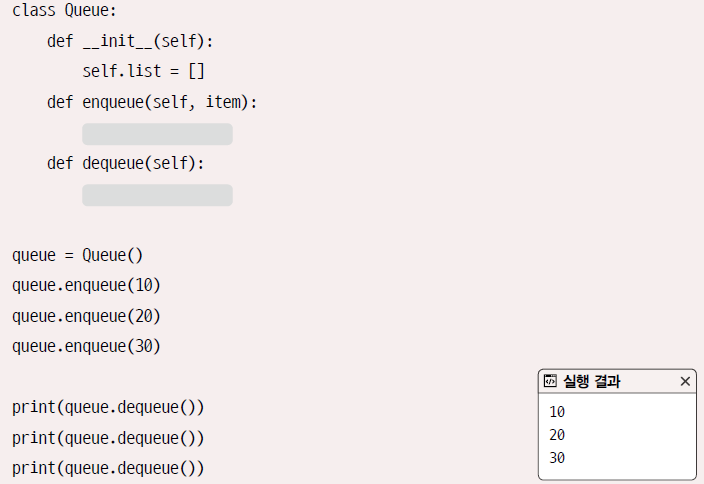 class Queue:
    def __init__(self):
        self.list = []
    def enqueue(self, item):
    def dequeue(self):
queue = Queue()
queue.enqueue(10)
queue.enqueue(20)
queue.enqueue(30)
print(queue.dequeue())
print(queue.dequeue())
print(queue.dequeue())
실행 결과
10
20
30